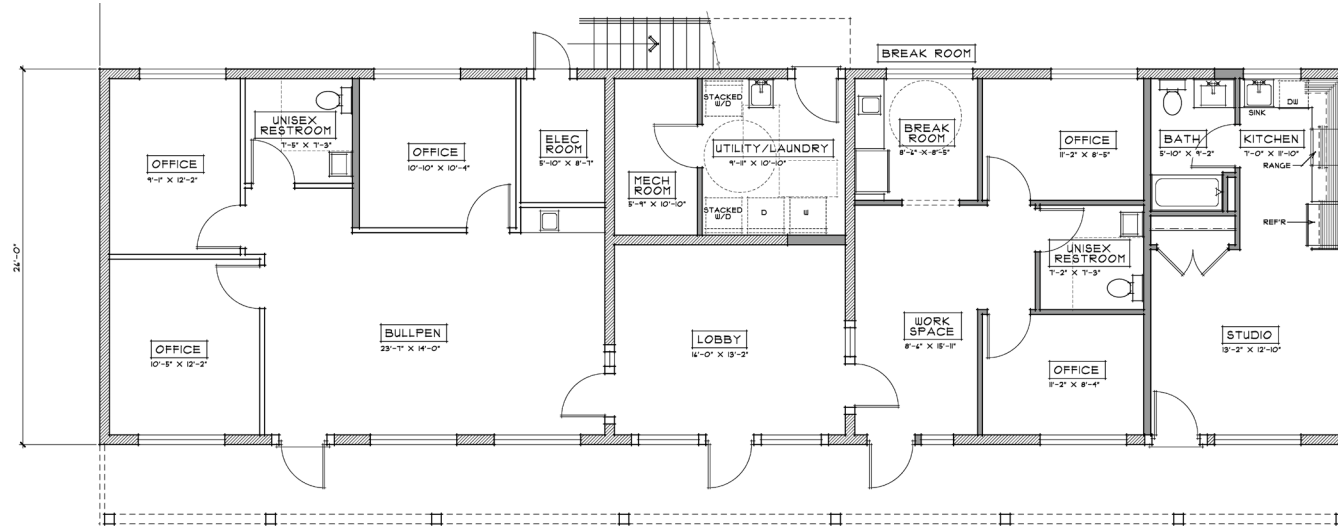 BREAK ROOM
OFFICE
9'-1" X 12'-2"
UNISEX
RESTROOM
7'-5" X 7'-3"
OFFICE
10'-10" X 10'-4"
ELEC
ROOM
5'-10" X 8'-7"
MECH
ROOM
5'-9" X 10'-10"
STACKED
W/D
UTILITY/LAUNDRY
9'-11" X 10'-10"
STACKED
W/D
D
W
BREAK
ROOM
8'-6" X 8'-5"
OFFICE
11'-2" X 8'-5"
BATH
5'-10" X 9'-2"
SINK
DW
KITCHEN
7'-0" X 11'-10"
RANGE
REF'R
UNISEX
RESTROOM
7'-2" X 7'-3"
26'-0"
OFFICE
10'-5" X 12'-2"
BULLPEN
23'-7" X 14'-0"
LOBBY
16'-0" X 13'-2"
WORK
SPACE
8'-6" X 15'-11"
OFFICE
11'-2" X 8'-4"
STUDIO
13'-2" X 12'-10"